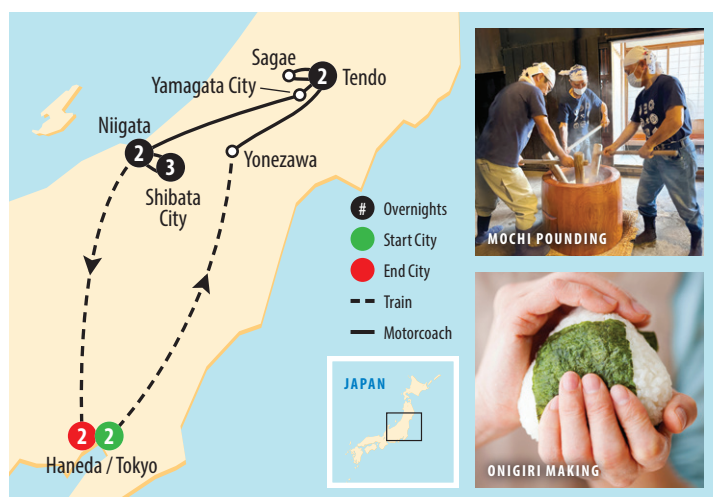 Sagae
2
Tendo
Yamagata City
Niigata
2
3
Shibata
City
Yonezawa
# Overnights
Start City
End City
Train
Motorcoach
JAPAN
2
2
Haneda / Tokyo
MOCHI POUNDING
ONIGIRI MAKING